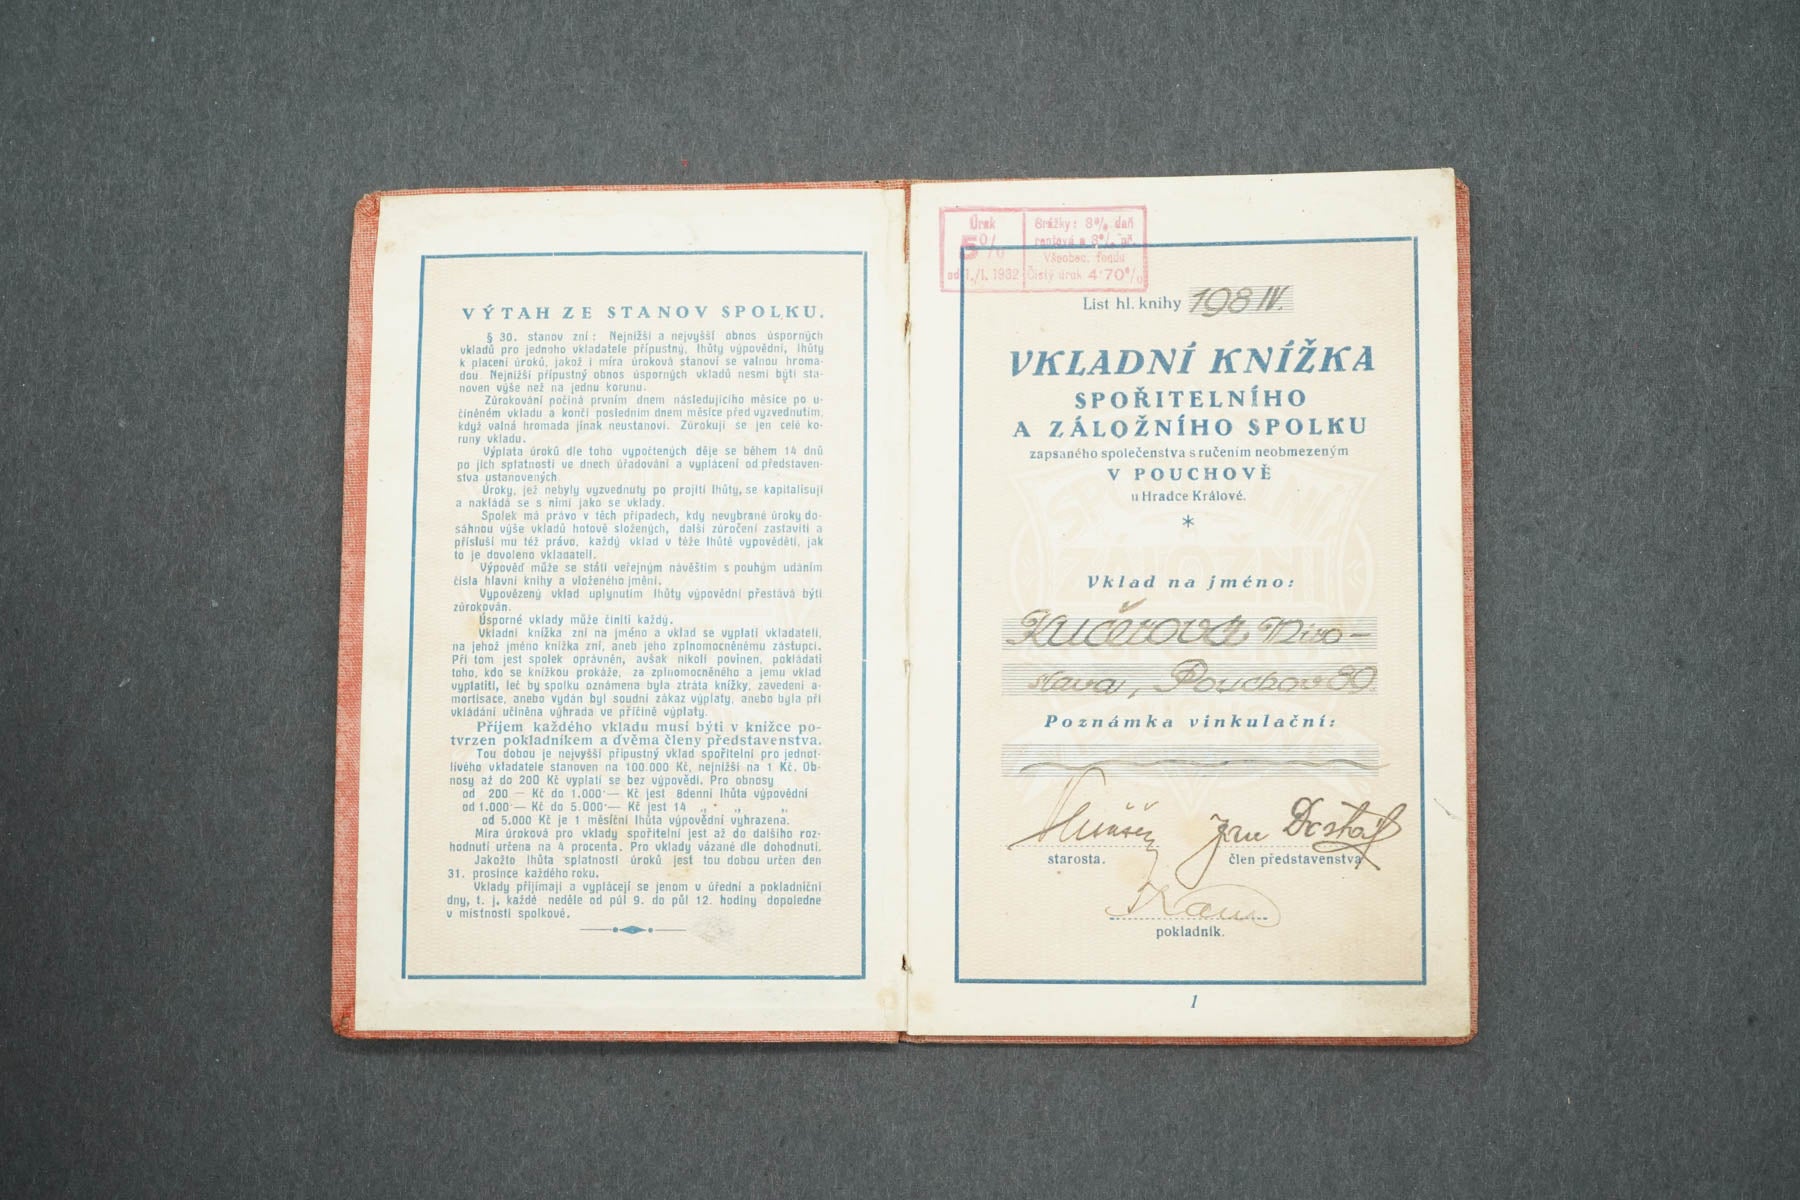 VÝTAH ZE STANOV SPOLKU.
§ 30. stanov zní: Nejnižší a nejvyšší obnos úsporných
vkladů pro jednoho vkladatele přípustný, lhůty výpovědní, lhůty
k placení úroků, jakož i míra úroková stanoví se valnou hroma-
dou. Nejnižší přípustný obnos úsporných vkladů nesmí býti sta-
noven výše než na jednu korunu.
Zúrokování počíná prvním dnem následujícího měsíce po u-
činěném vkladu a končí posledním dnem měsíce před vyzvednutím,
když valná hromada jinak neustanoví. Zúrokují se jen celé ko-
runy vkladu.
Výplata úroků dle toho vypočtených děje se během 14 dnů
po jich splatnosti ve dnech úřadování a vyplácení od představen-
stva ustanovených.
Úroky, jež nebyly vyzvednuty po projití lhůty, se kapitalisují
a nakládá se s nimi jako se vklady.
Spolek má právo v těch případech, kdy nevybrané úroky do-
sáhnou výše vkladů hotově složených, další zúročení zastaviti a
přísluší mu též právo, každý vklad v téže lhůtě vypověděti, jak
to je dovoleno vkladateli.
Výpověď může se státi veřejným návěštím s pouhým udáním
čísla hlavní knihy a vloženého jmění.
Vypovězený vklad uplynutím lhůty výpovědní přestává býti
zúrokován.
Úsporné vklady může činiti každý.
Vkladní knížka zní na jméno a vklad se vyplatí vkladateli,
na jehož jméno knížka zní, aneb jeho zplnomocněnému zástupci.
Při tom jest spolek oprávněn, avšak nikoli povinen, pokládati
toho, kdo se knížkou prokáže, za zplnomocněného a jemu vklad
vyplatiti, leč by spolku oznámena byla ztráta knížky, zavedení a-
mortisace, anebo vydán byl soudní zákaz výplaty, anebo byla při
vkládání učiněna výhrada ve příčině výplaty.
Příjem každého vkladu musí býti v knížce po-
tvrzen pokladníkem a dvěma členy představenstva.
Tou dobou je nejvyšší přípustný vklad spořitelní pro jednot-
livého vkladatele stanoven na 100.000 Kč, nejnižší na 1 Kč. Ob-
nosy až do 200 Kč vyplatí se bez výpovědi. Pro obnosy
od 200·— Kč do 1.000·— Kč jest 8denní lhůta výpovědní
od 1.000·— Kč do 5.000·— Kč jest 14 „ „ „
od 5.000 Kč je 1 měsíční lhůta výpovědní vyhrazena.
Míra úroková pro vklady spořitelní jest až do dalšího roz-
hodnutí určena na 4 procenta. Pro vklady vázané dle dohodnutí.
Jakožto lhůta splatnosti úroků jest tou dobou určen den
31. prosince každého roku.
Vklady přijímají a vyplácejí se jenom v úřední a pokladniční
dny, t. j. každé neděle od půl 9. do půl 12. hodiny dopoledne
v místnosti spolkové.
Úrok
5%
od 1./I. 1932
Srážky: 3% daň
rentová a 3% př.
Všeobec. fondu
Čistý úrok 4·70%
List hl. knihy 198 IV.
VKLADNÍ KNÍŽKA
SPOŘITELNÍHO
A ZÁLOŽNÍHO SPOLKU
zapsaného společenstva s ručením neobmezeným
V POUCHOVĚ
u Hradce Králové.
*
Vklad na jméno:
Kučerova Miro-
slava, Pouchov 89.
Poznámka vinkulační:
Jan Dostál
starosta.
člen představenstva
pokladník.
1